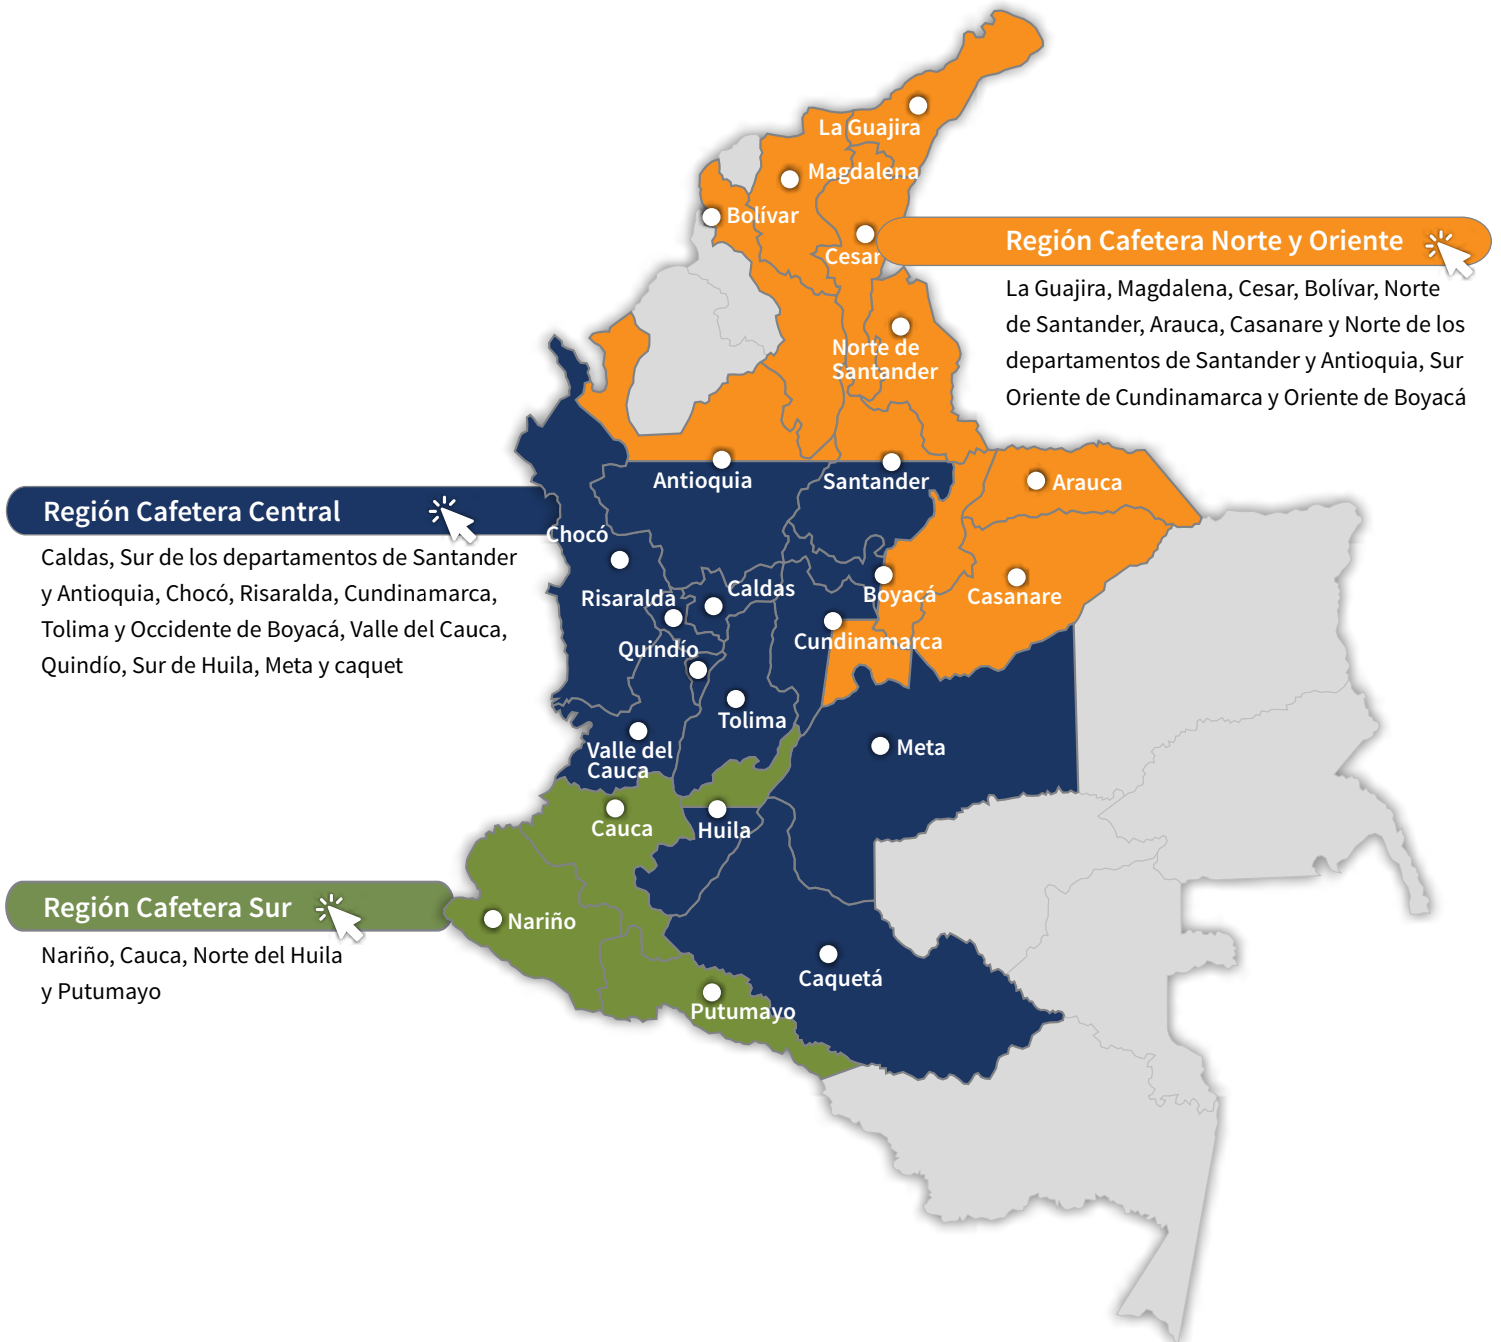 La Guajira
Magdalena
Bolívar
Cesar
Región Cafetera Norte y Oriente
La Guajira, Magdalena, Cesar, Bolívar, Norte
de Santander, Arauca, Casanare y Norte de los
departamentos de Santander y Antioquia, Sur
Oriente de Cundinamarca y Oriente de Boyacá
Norte de
Santander
Antioquia
Santander
Arauca
Región Cafetera Central
Caldas, Sur de los departamentos de Santander
y Antioquia, Chocó, Risaralda, Cundinamarca,
Tolima y Occidente de Boyacá, Valle del Cauca,
Quindío, Sur de Huila, Meta y caquet
Chocó
Risaralda
Caldas
Boyacá
Casanare
Quindío
Cundinamarca
Tolima
Valle del
Cauca
Meta
Cauca
Huila
Región Cafetera Sur
Nariño, Cauca, Norte del Huila
y Putumayo
Nariño
Caquetá
Putumayo